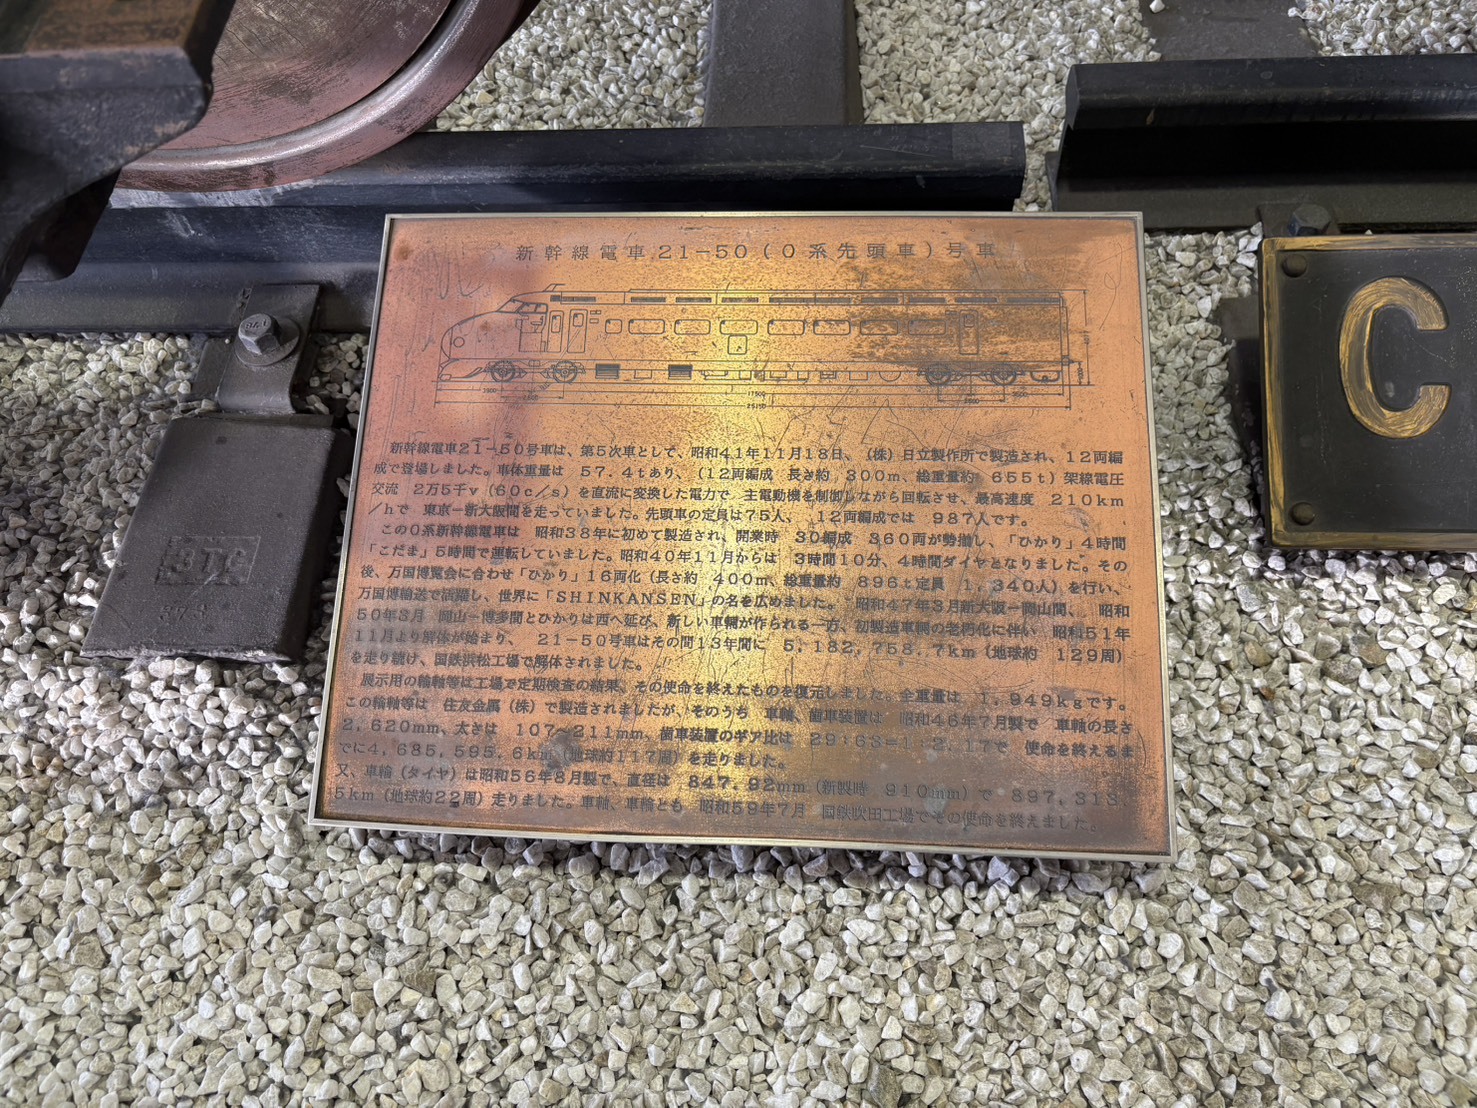 新幹線電車21−50(0系先頭車)号車
新幹線電車21−50号車は、第5次車として、昭和41年11月18日、(株)日立製作所で製造され、12両編
成で登場しました。車体重量は 57.4tあり、(12両編成 長さ約 300m、総重量約 655t)架線電圧
交流 2万5千v(60c/s)を直流に変換した電力で 主電動機を制御しながら回転させ、最高速度 210km
/hで 東京−新大阪間を走っていました。先頭車の定員は75人、 12両編成では 987人です。
この0系新幹線電車は 昭和38年に初めて製造され、開業時 30編成 360両が勢揃し、「ひかり」4時間
「こだま」5時間で運転していました。昭和40年11月からは 3時間10分、4時間ダイヤとなりました。その
後、万国博覧会に合わせ「ひかり」16両化(長さ約 400m、総重量約 896t定員 1,340人)を行い、
万国博輸送で活躍し、世界に「SHINKANSEN」の名を広めました。 昭和47年3月新大阪−岡山間、 昭和
50年3月 岡山−博多間とひかりは西へ延び、新しい車輌が作られる一方、初製造車輌の老朽化に伴い 昭和51年
11月より解体が始まり、 21−50号車はその間13年間に 5,182,758.7km(地球約 129周)
を走り続け、国鉄浜松工場で解体されました。
展示用の輪軸等は工場で定期検査の結果、その使命を終えたものを復元しました。全重量は 1,949kgです。
この輪軸等は 住友金属(株)で製造されましたが、そのうち 車軸、歯車装置は 昭和46年7月製で 車軸の長さ
2,620mm、太さは 107〜211mm、歯車装置のギア比は 29:63=1:2.17で 使命を終えるま
でに4,685,595.6km(地球約117周)を走りました。
又、車輪(タイヤ)は昭和56年8月製で、直径は 847.92mm(新製時 910mm)で 897,313
5km(地球約22周)走りました。車軸、車輪とも 昭和59年7月 国鉄吹田工場でその使命を終えました。
C